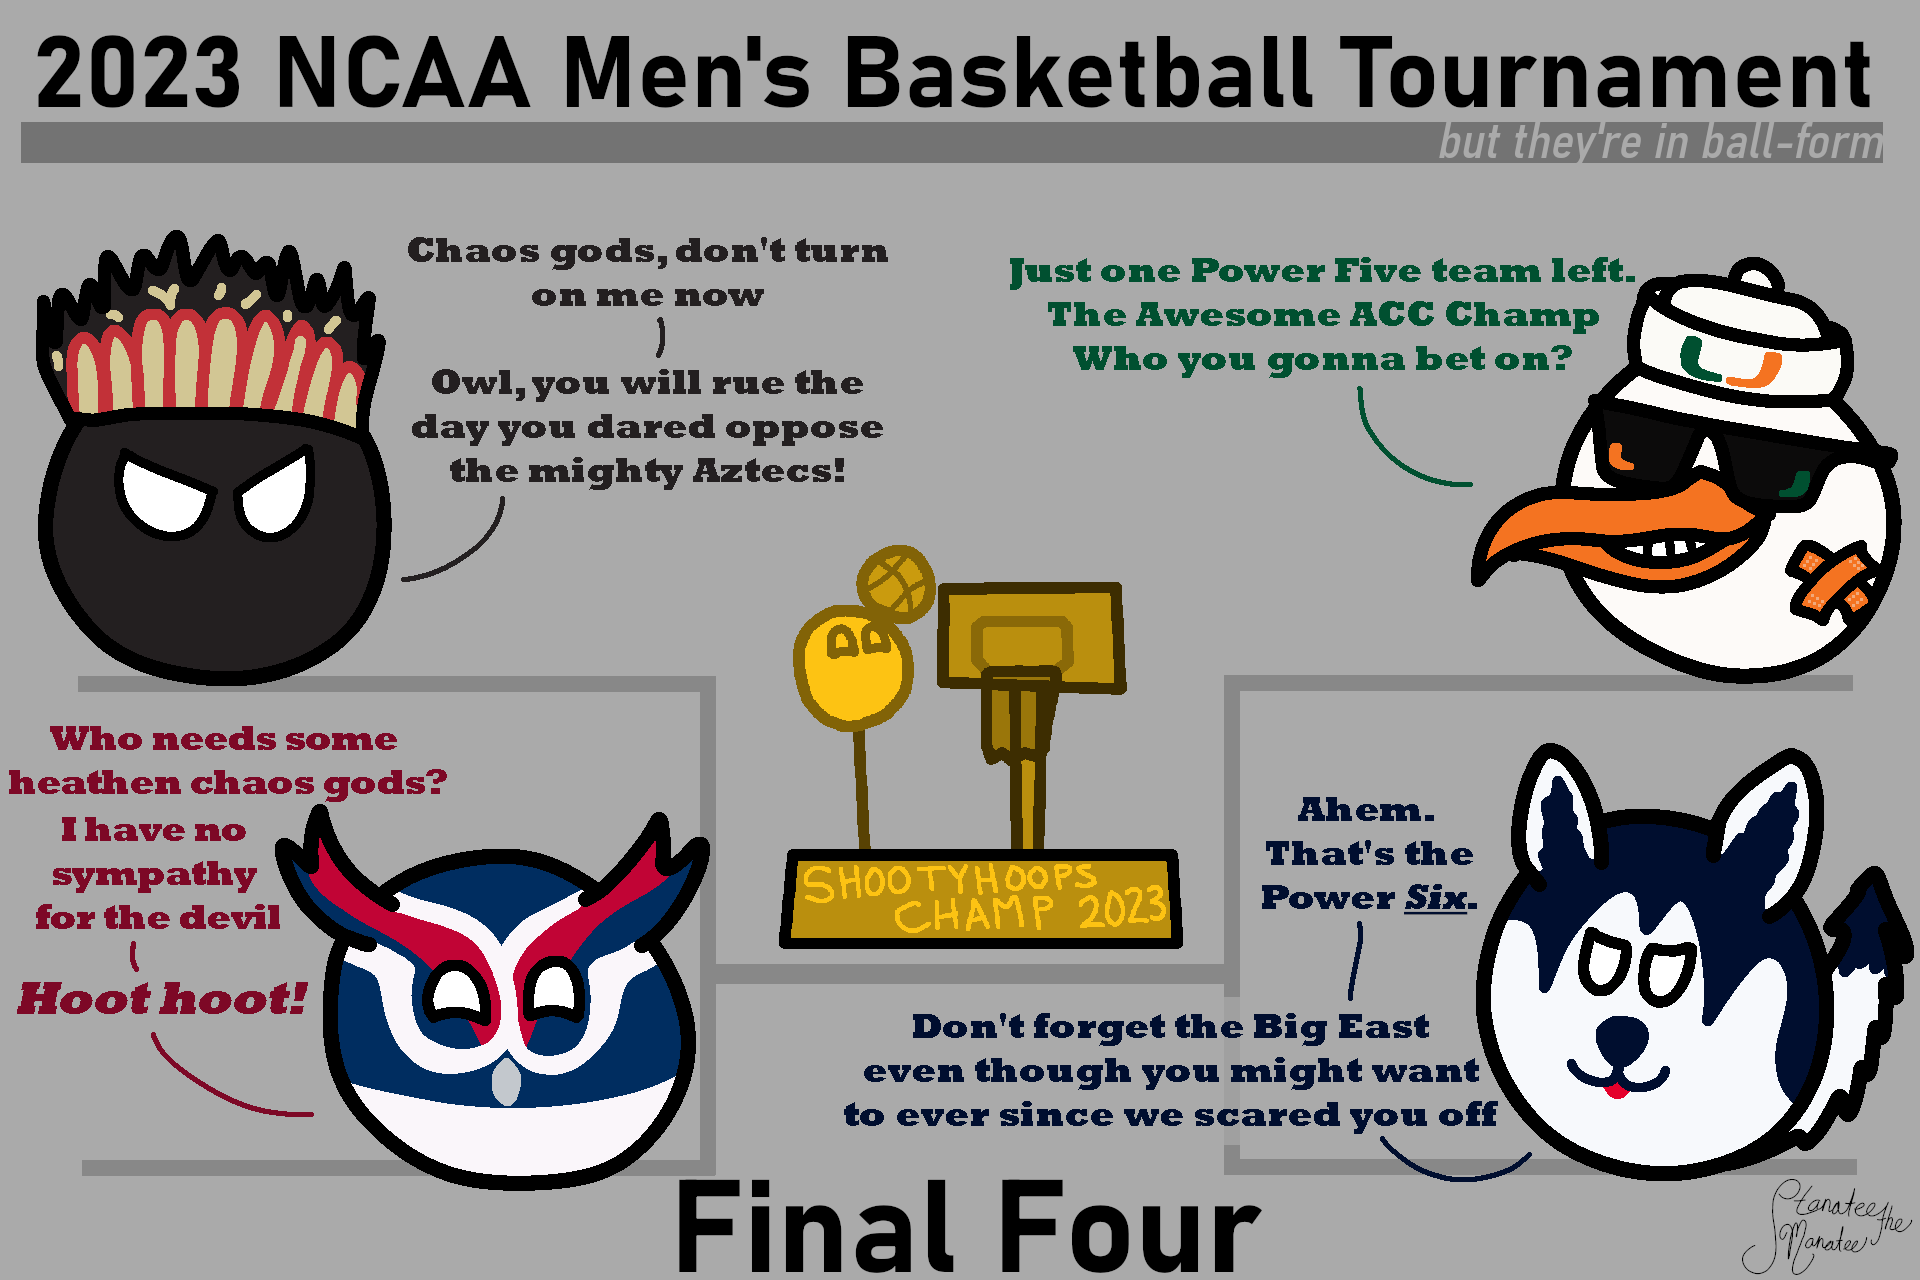 2023 NCAA Men's Basketball Tournament
but they're in ball-form
Chaos gods, don't turn
on me now
Owl, you will rue the
day you dared oppose
the mighty Aztecs!
Just one Power Five team left.
The Awesome ACC Champ
Who you gonna bet on?
U
Who needs some
heathen chaos gods?
I have no
sympathy
for the devil
Hoot hoot!
SHOOTYHOOPS
CHAMP 2023
Ahem.
That's the
Power Six.
Don't forget the Big East
even though you might want
to ever since we scared you off
Final Four
Stanatee the
Manatee